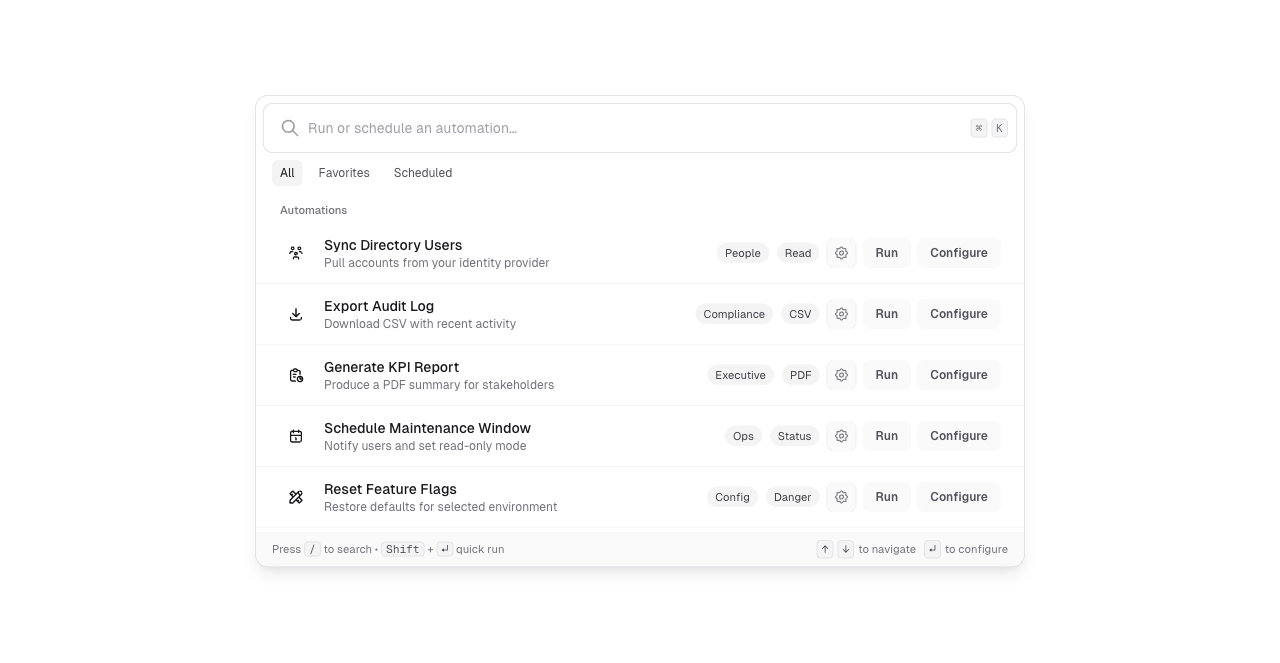 Run or schedule an automation... ⌘ K
All Favorites Scheduled
Automations
Sync Directory Users
Pull accounts from your identity provider
People Read Run Configure
Export Audit Log
Download CSV with recent activity
Compliance CSV Run Configure
Generate KPI Report
Produce a PDF summary for stakeholders
Executive PDF Run Configure
Schedule Maintenance Window
Notify users and set read-only mode
Ops Status Run Configure
Reset Feature Flags
Restore defaults for selected environment
Config Danger Run Configure
Press / to search • Shift + ↵ quick run
↑ ↓ to navigate ↵ to configure